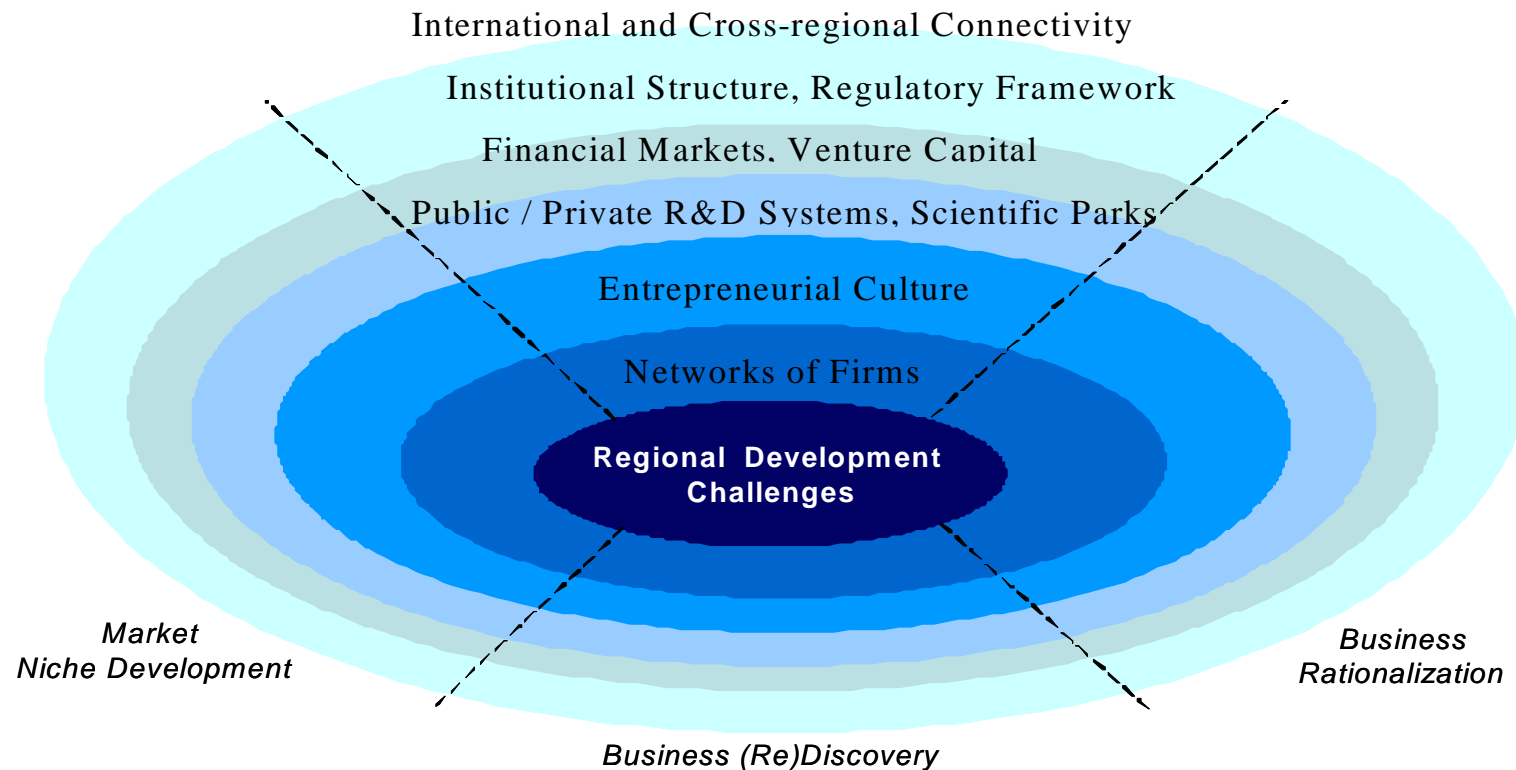 International and Cross-regional Connectivity
Institutional Structure, Regulatory Framework
Financial Markets, Venture Capital
Public / Private R&D Systems, Scientific Parks
Entrepreneurial Culture
Networks of Firms
Regional Development
Challenges
Market
Niche Development
Business
Rationalization
Business (Re)Discovery